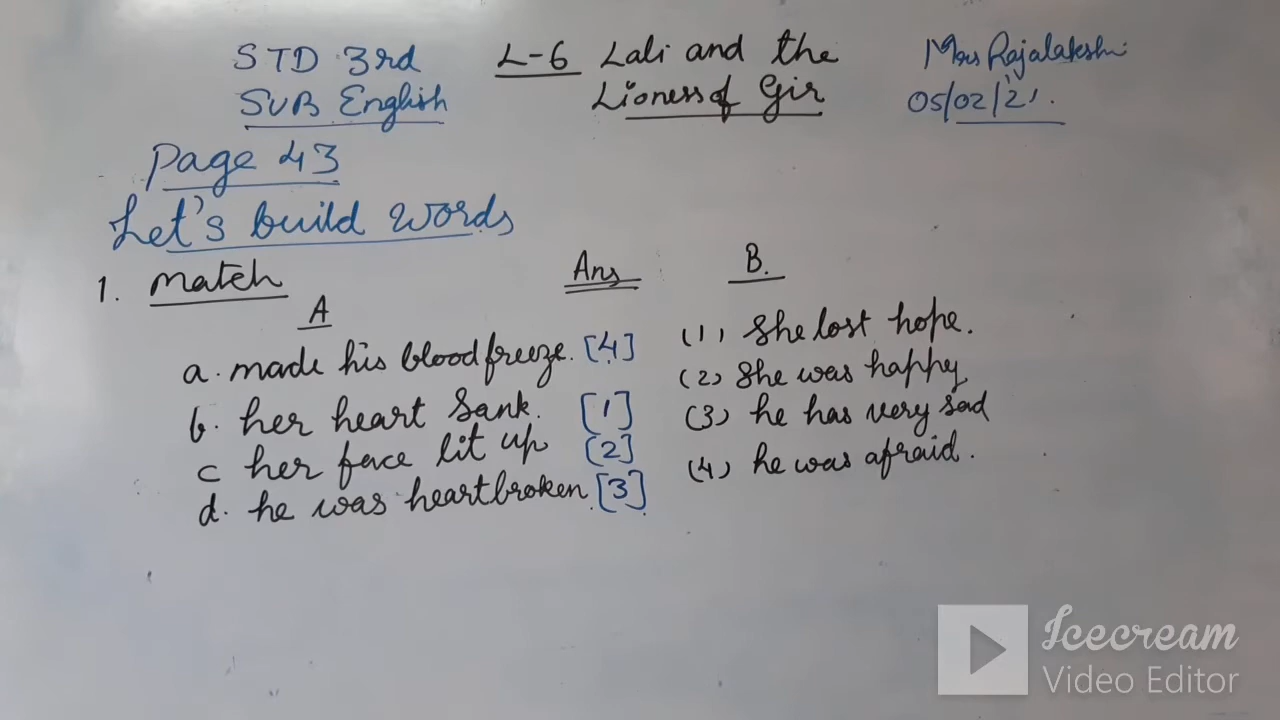 STD 3rd
SUB English
L-6 Lali and the
Lioness of Gir
Mrs Rajalakshmi
05/02/21.
Page 43
Let's build words
1. Match
A
Ans
B.
a. made his blood freeze. [4]
(1) She lost hope.
b. her heart sank. [1]
(2) She was happy
c her face lit up [2]
(3) he has very sad
d. he was heartbroken [3]
(4) he was afraid.
Icecream
Video Editor